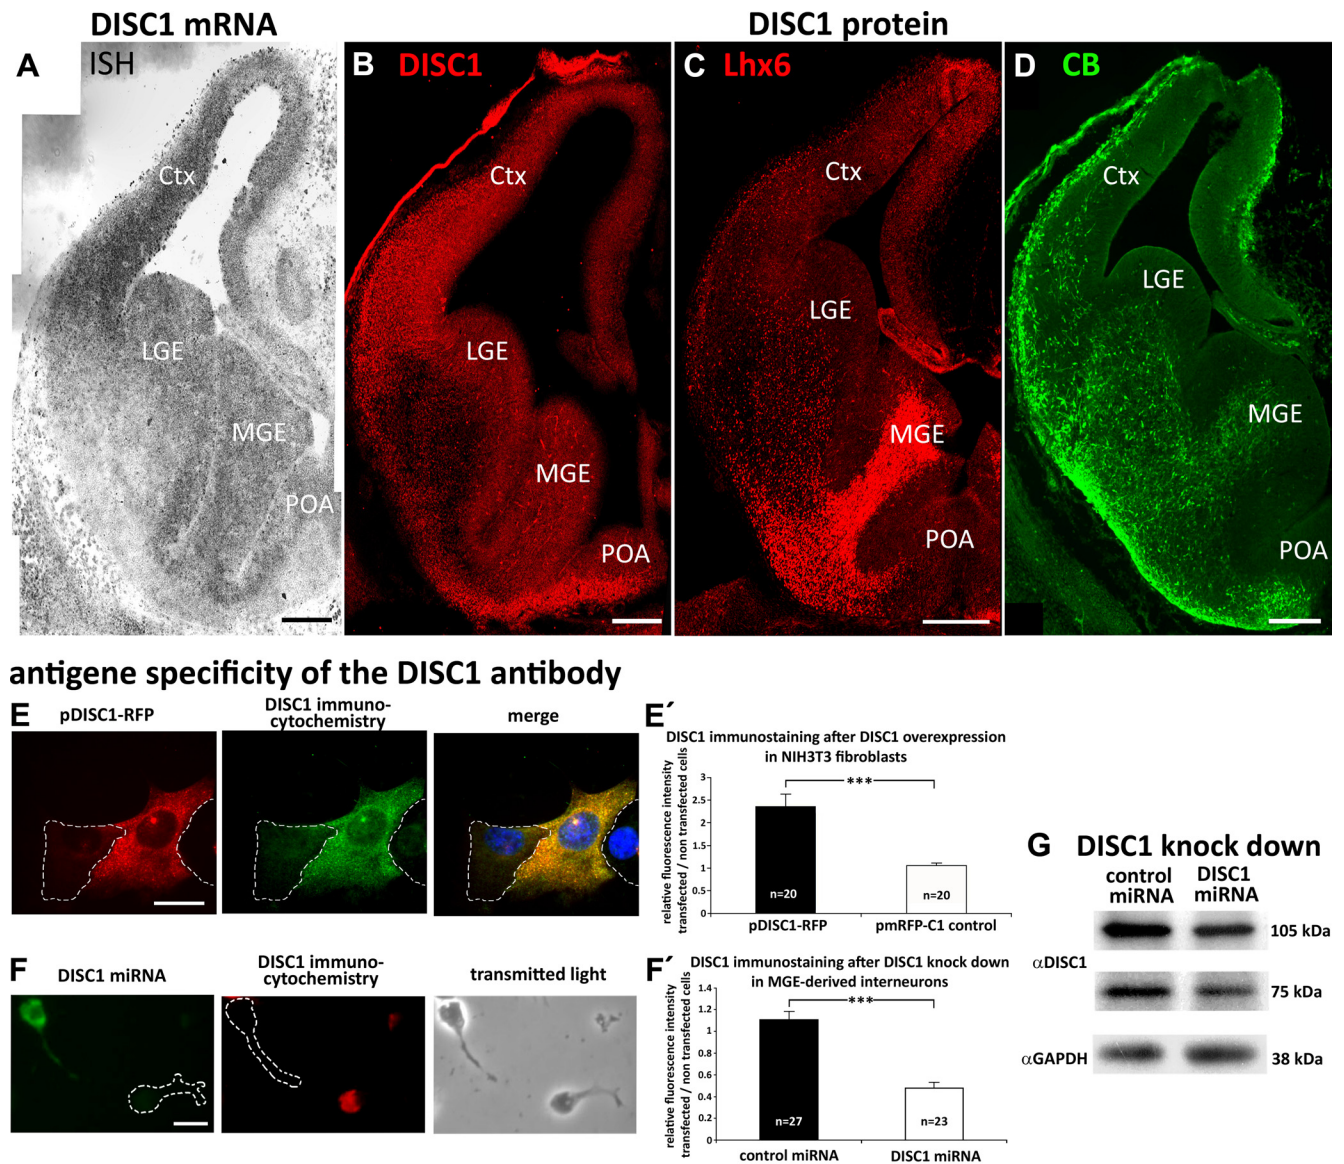 DISC1 mRNA
DISC1 protein
A
ISH
B
DISC1
C
Lhx6
D
CB
Ctx
LGE
MGE
POA
Ctx
LGE
MGE
POA
Ctx
LGE
MGE
POA
Ctx
LGE
MGE
POA
antigene specificity of the DISC1 antibody
E
pDISC1-RFP
DISC1 immuno-
cytochemistry
merge
E´
DISC1 immunostaining after DISC1 overexpression
in NIH3T3 fibroblasts
relative fluorescence intensity
transfected / non transfected cells
3
2.5
2
1.5
1
0.5
0
***
n=20
n=20
pDISC1-RFP
pmRFP-C1 control
F
DISC1 miRNA
DISC1 immuno-
cytochemistry
transmitted light
F´
DISC1 immunostaining after DISC1 knock down
in MGE-derived interneurons
relative fluorescence intensity
transfected / non transfected cells
1.4
1.2
1
0.8
0.6
0.4
0.2
0
***
n=27
n=23
control miRNA
DISC1 miRNA
G
DISC1 knock down
control
miRNA
DISC1
miRNA
105 kDa
αDISC1
75 kDa
αGAPDH
38 kDa